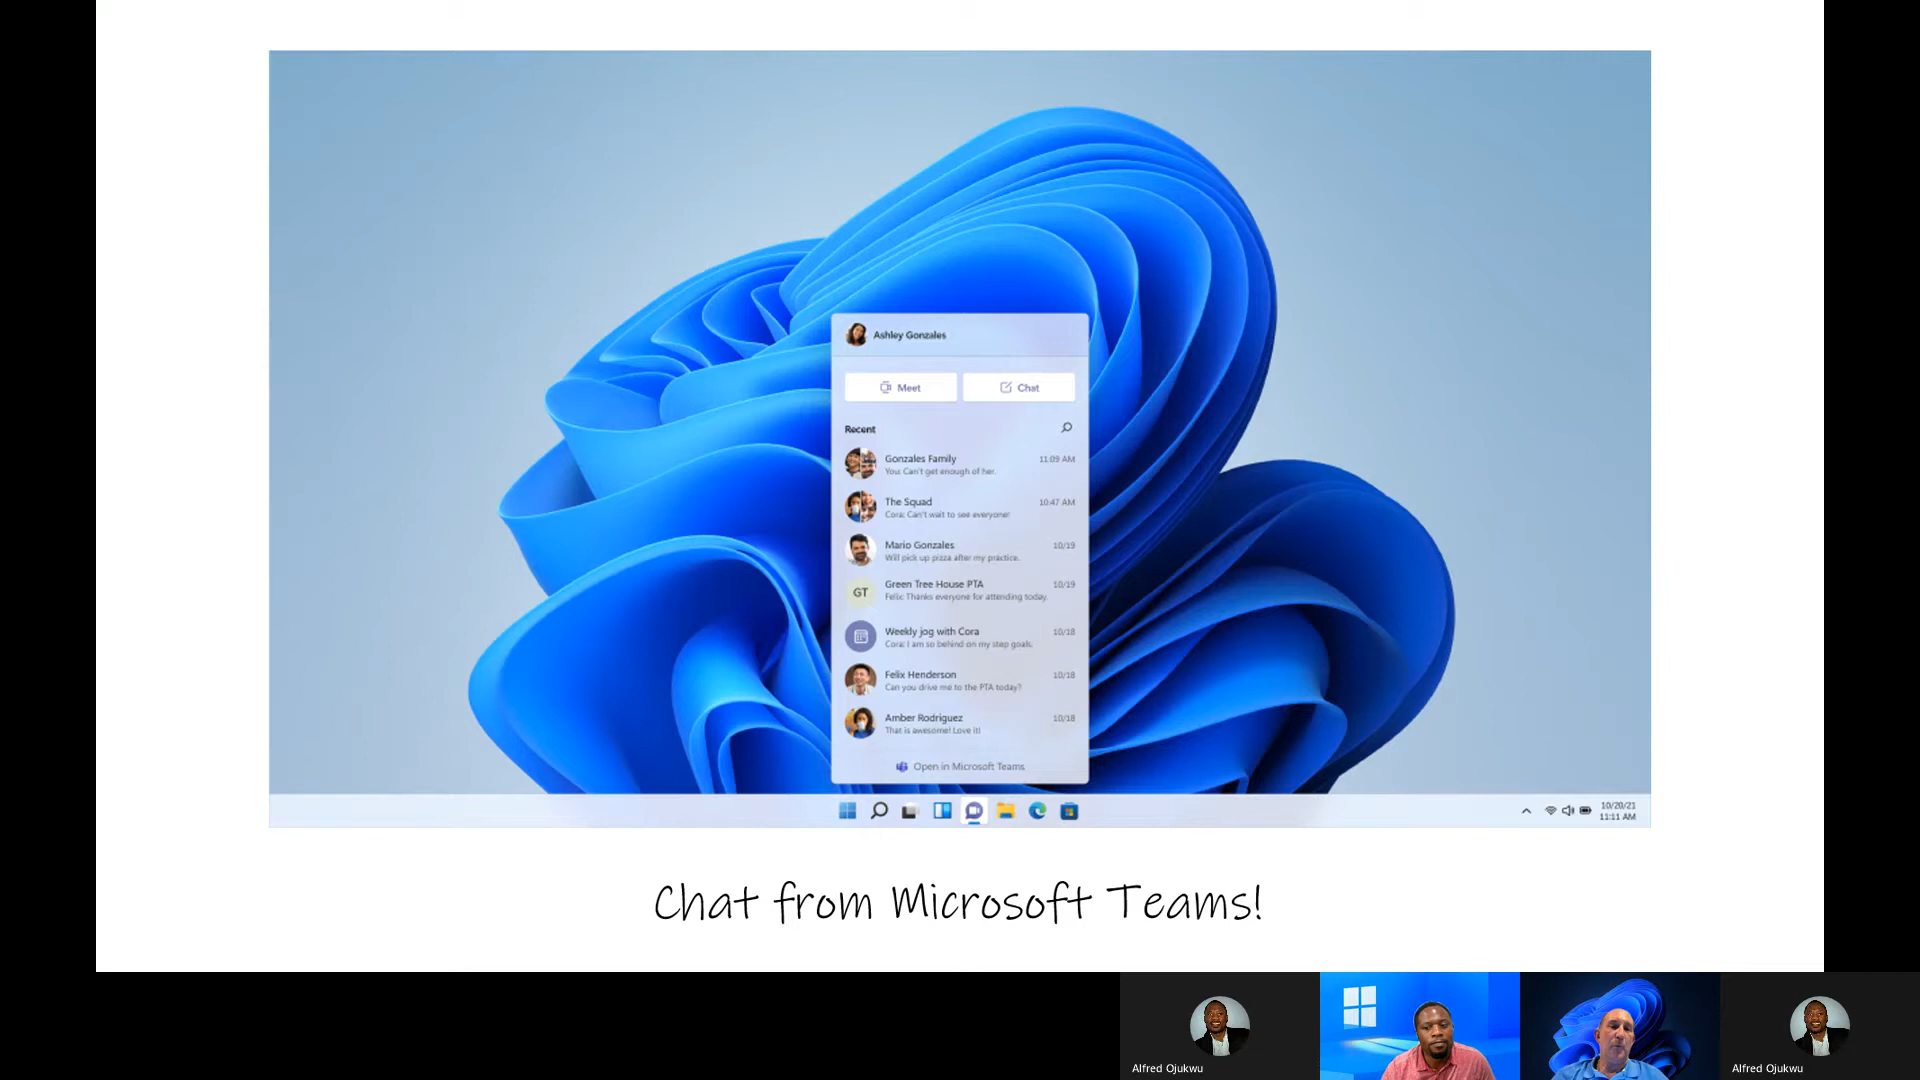 Ashley Gonzales
Meet
Chat
Recent
Gonzales Family 11:09 AM
You: Can't get enough of her.
The Squad 10:47 AM
Cora: Can't wait to see everyone!
Mario Gonzales 10/19
Will pick up pizza after my practice.
GT
Green Tree House PTA 10/19
Felix: Thanks everyone for attending today.
Weekly jog with Cora 10/18
Cora: I am so behind on my step goals.
Felix Henderson 10/18
Can you drive me to the PTA today?
Amber Rodriguez 10/18
That is awesome! Love it!
Open in Microsoft Teams
10/20/21
11:11 AM
Chat from Microsoft Teams!
Alfred Ojukwu
Alfred Ojukwu